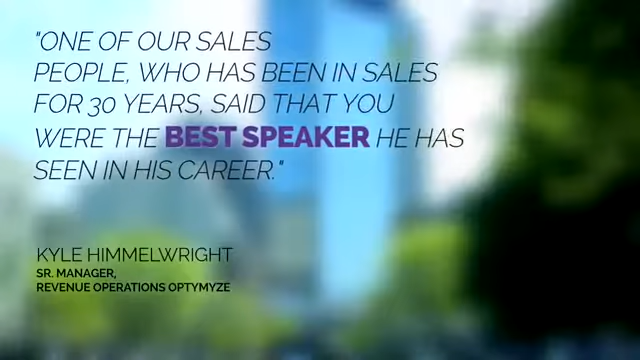 "ONE OF OUR SALES
PEOPLE, WHO HAS BEEN IN SALES
FOR 30 YEARS, SAID THAT YOU
WERE THE BEST SPEAKER HE HAS
SEEN IN HIS CAREER."
KYLE HIMMELWRIGHT
SR. MANAGER,
REVENUE OPERATIONS OPTYMYZE